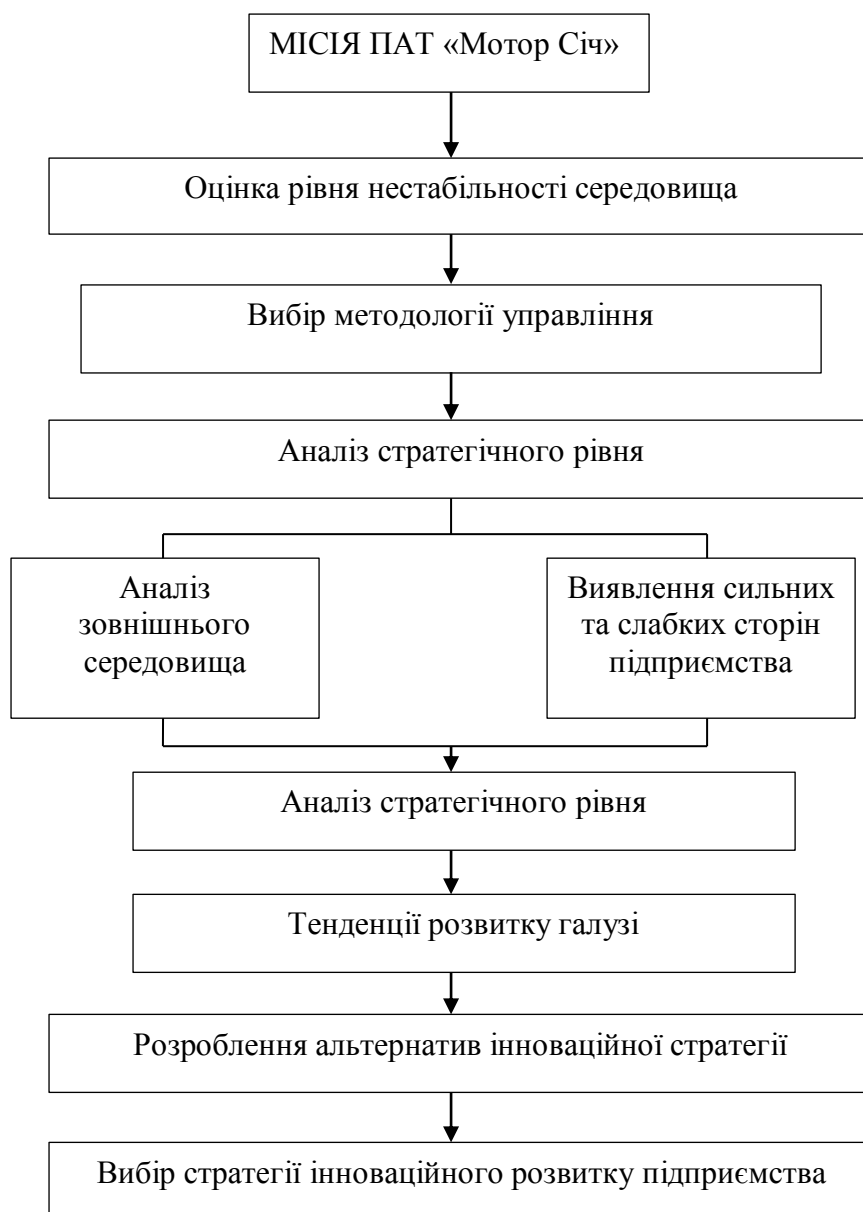 МІСІЯ ПАТ «Мотор Січ»
Оцінка рівня нестабільності середовища
Вибір методології управління
Аналіз стратегічного рівня
Аналіз
зовнішнього
середовища
Виявлення сильних
та слабких сторін
підприємства
Аналіз стратегічного рівня
Тенденції розвитку галузі
Розроблення альтернатив інноваційної стратегії
Вибір стратегії інноваційного розвитку підприємства